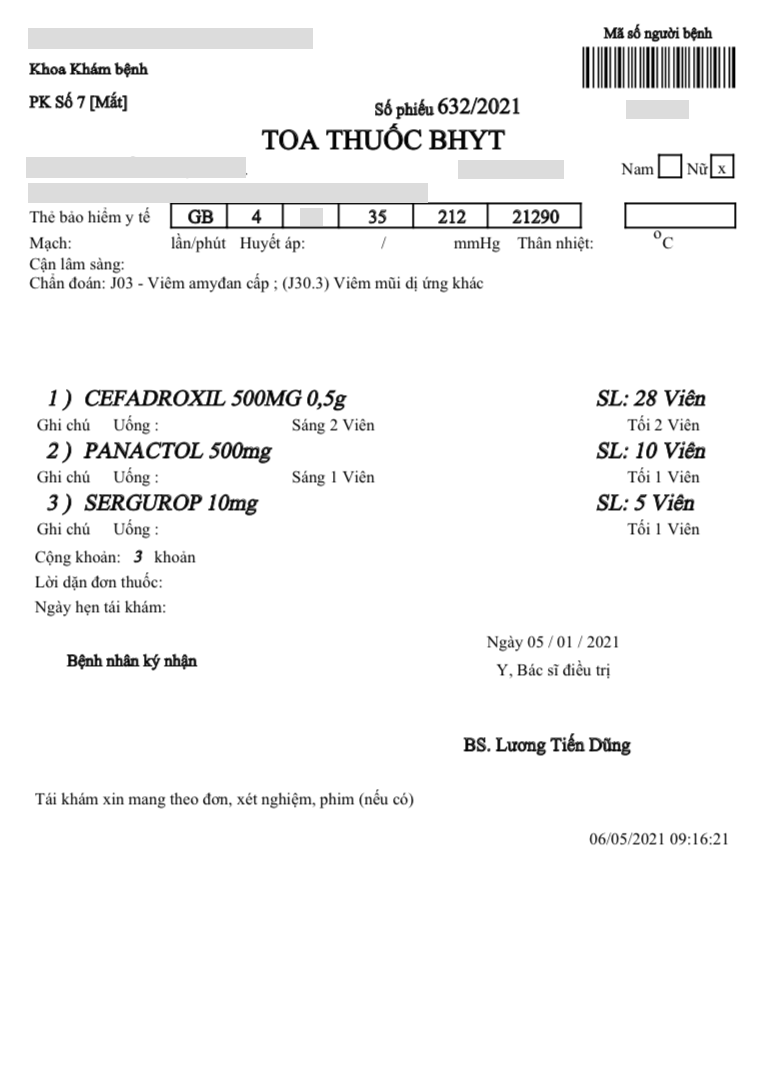 Mã số người bệnh
Khoa Khám bệnh
PK Số 7 [Mắt]
Số phiếu 632/2021
TOA THUỐC BHYT
Nam Nữ x
Thẻ bảo hiểm y tế GB 4 35 212 21290
Mạch: lần/phút Huyết áp: / mmHg Thân nhiệt: °C
Cận lâm sàng:
Chẩn đoán: J03 - Viêm amyđan cấp ; (J30.3) Viêm mũi dị ứng khác
1 ) CEFADROXIL 500MG 0,5g SL: 28 Viên
Ghi chú Uống : Sáng 2 Viên Tối 2 Viên
2 ) PANACTOL 500mg SL: 10 Viên
Ghi chú Uống : Sáng 1 Viên Tối 1 Viên
3 ) SERGUROP 10mg SL: 5 Viên
Ghi chú Uống : Tối 1 Viên
Cộng khoản: 3 khoản
Lời dặn đơn thuốc:
Ngày hẹn tái khám:
Ngày 05 / 01 / 2021
Bệnh nhân ký nhận
Y, Bác sĩ điều trị
BS. Lương Tiến Dũng
Tái khám xin mang theo đơn, xét nghiệm, phim (nếu có)
06/05/2021 09:16:21